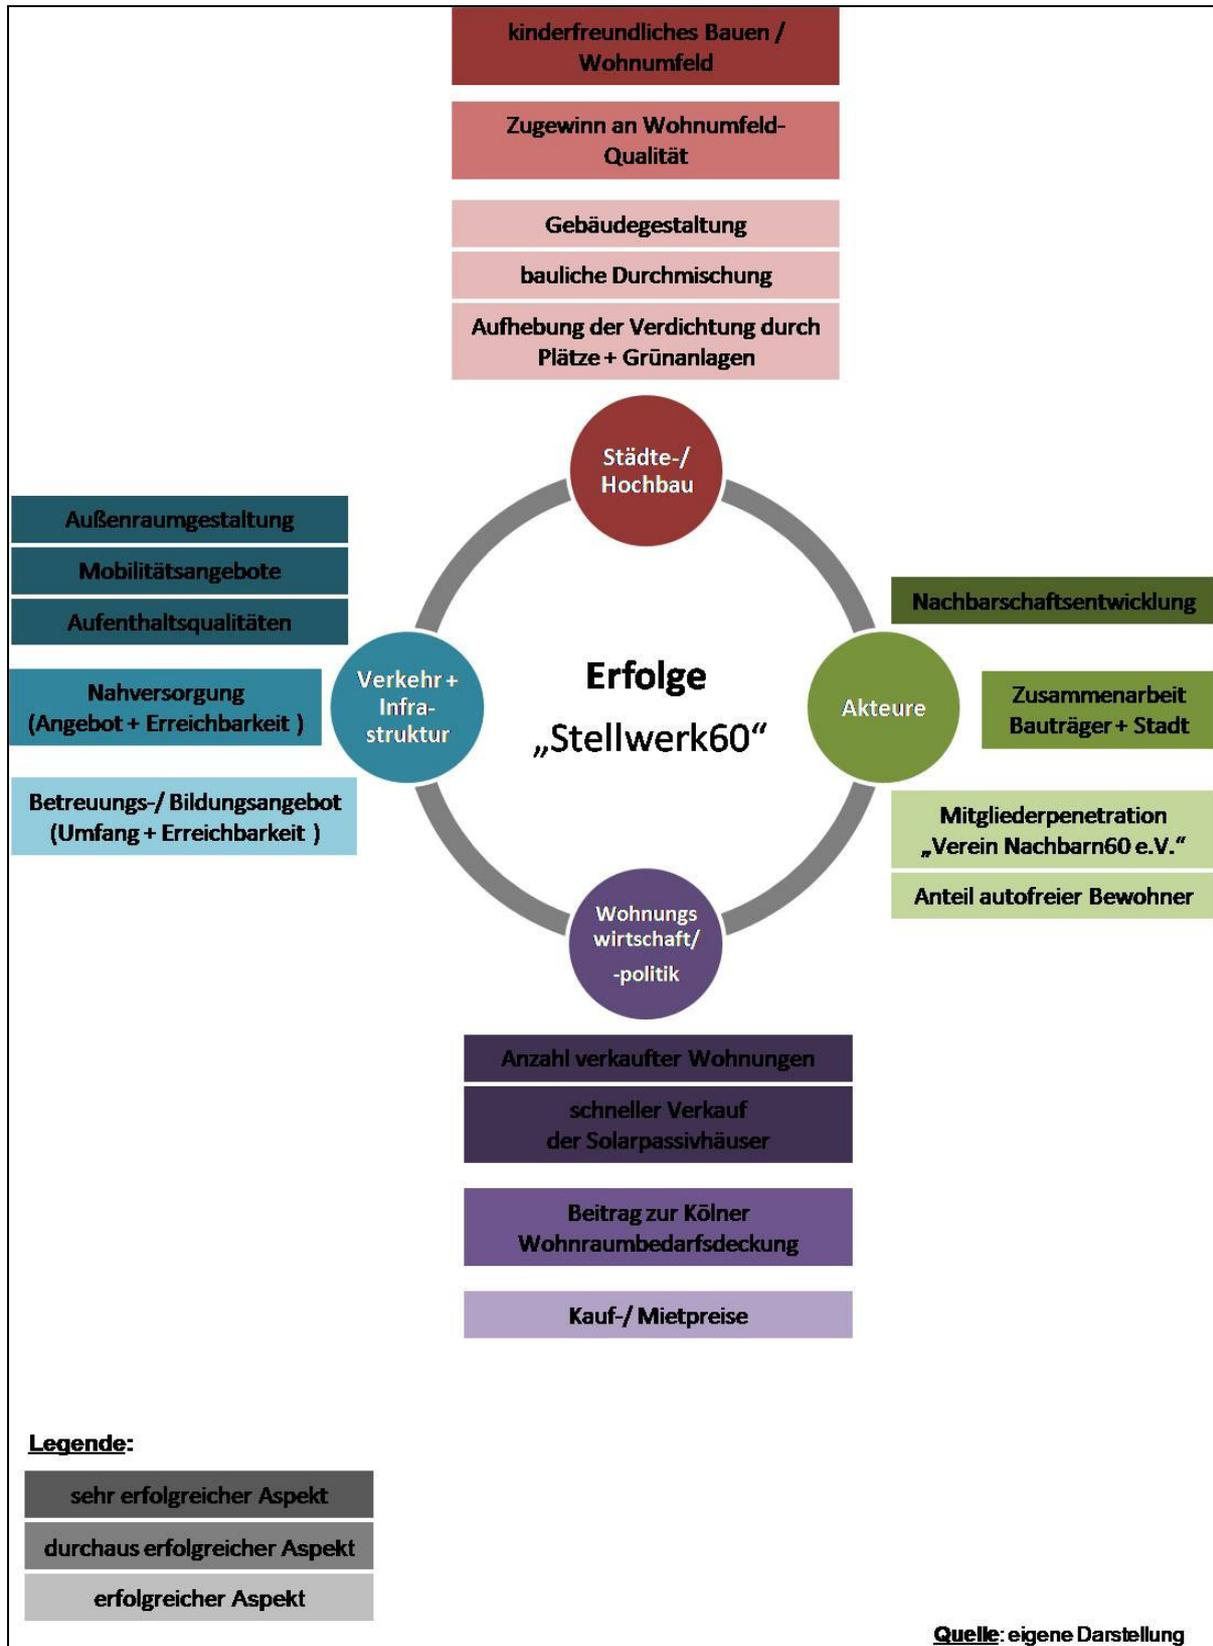 kinderfreundliches Bauen /
Wohnumfeld
Zugewinn an Wohnumfeld-
Qualität
Gebäudegestaltung
bauliche Durchmischung
Aufhebung der Verdichtung durch
Plätze + Grünanlagen
Städte-/
Hochbau
Außenraumgestaltung
Mobilitätsangebote
Aufenthaltsqualitäten
Nahversorgung
(Angebot + Erreichbarkeit )
Betreuungs-/ Bildungsangebot
(Umfang + Erreichbarkeit )
Verkehr +
Infra-
struktur
Erfolge
„Stellwerk60“
Akteure
Nachbarschaftsentwicklung
Zusammenarbeit
Bauträger + Stadt
Mitgliederpenetration
„Verein Nachbarn60 e.V.“
Anteil autofreier Bewohner
Wohnungs
wirtschaft/
-politik
Anzahl verkaufter Wohnungen
schneller Verkauf
der Solarpassivhäuser
Beitrag zur Kölner
Wohnraumbedarfsdeckung
Kauf-/ Mietpreise
Legende:
sehr erfolgreicher Aspekt
durchaus erfolgreicher Aspekt
erfolgreicher Aspekt
Quelle: eigene Darstellung